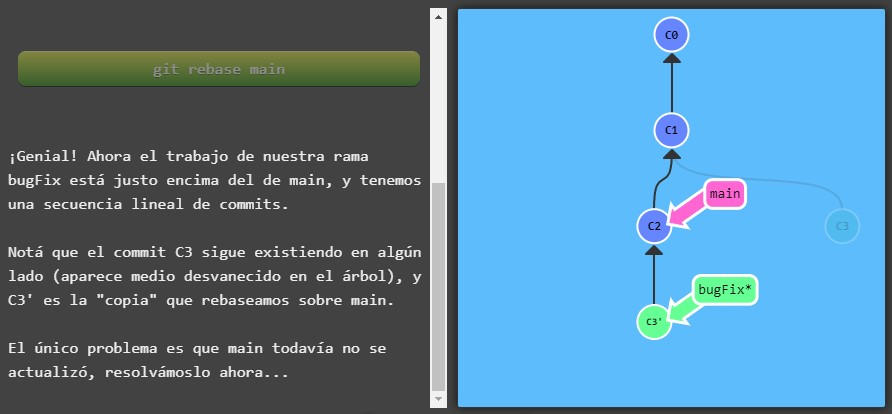 git rebase main
¡Genial! Ahora el trabajo de nuestra rama
bugFix está justo encima del de main, y tenemos
una secuencia lineal de commits.
Notá que el commit C3 sigue existiendo en algún
lado (aparece medio desvanecido en el árbol), y
C3' es la "copia" que rebaseamos sobre main.
El único problema es que main todavía no se
actualizó, resolvámoslo ahora...
C0
C1
main
C2
C3
bugFix*
C3'